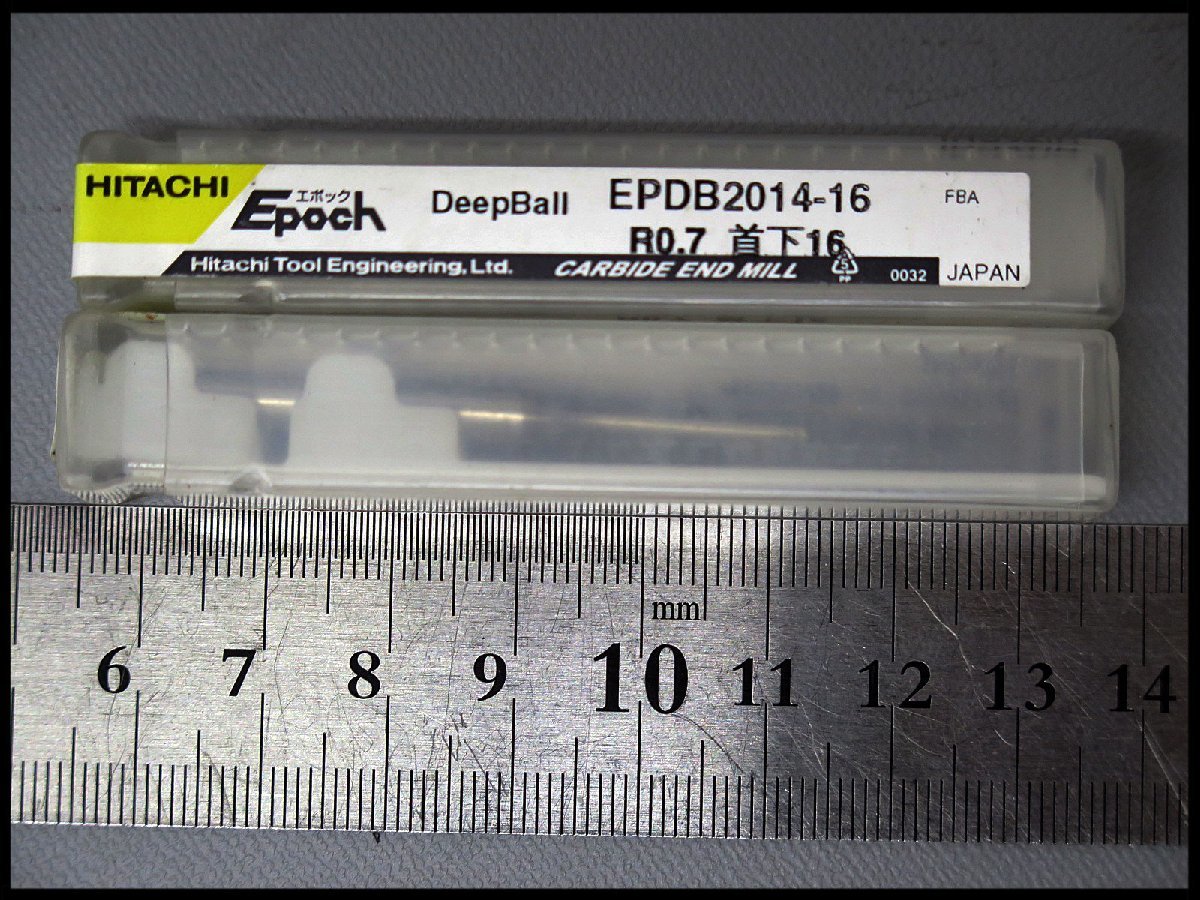 HITACHI
エポック
Epoch
DeepBall
EPDB2014-16
FBA
R0.7 首下16
Hitachi Tool Engineering, Ltd.
CARBIDE END MILL
5
PP
0032
JAPAN
mm
6 7 8 9 10 11 12 13 14